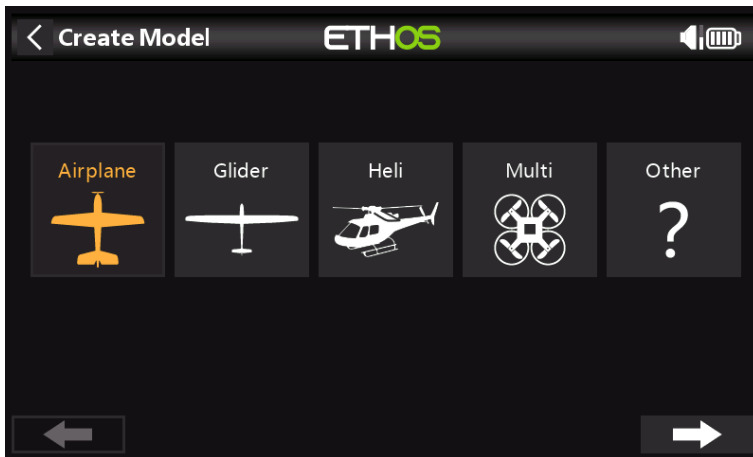 Create Model
ETHOS
Airplane
Glider
Heli
Multi
Other
?